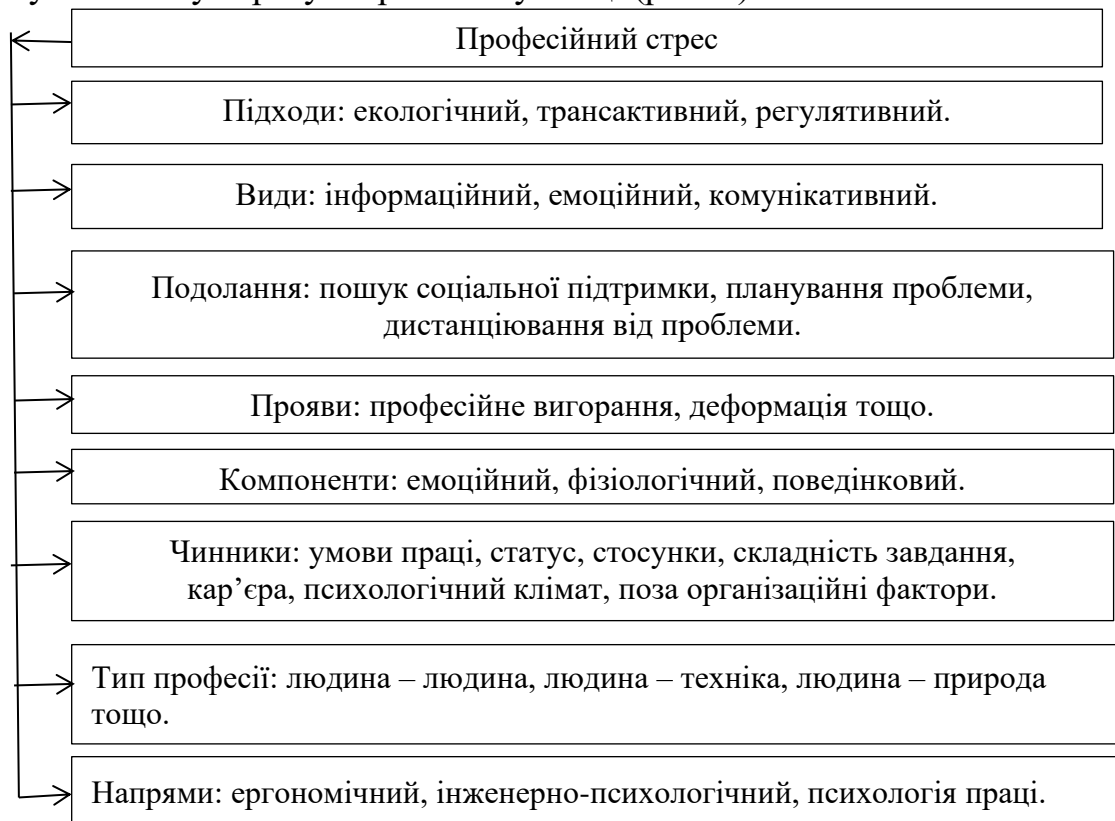 Професійний стрес
Підходи: екологічний, трансактивний, регулятивний.
Види: інформаційний, емоційний, комунікативний.
Подолання: пошук соціальної підтримки, планування проблеми,
дистанціювання від проблеми.
Прояви: професійне вигорання, деформація тощо.
Компоненти: емоційний, фізіологічний, поведінковий.
Чинники: умови праці, статус, стосунки, складність завдання,
кар’єра, психологічний клімат, поза організаційні фактори.
Тип професії: людина – людина, людина – техніка, людина – природа
тощо.
Напрями: ергономічний, інженерно-психологічний, психологія праці.